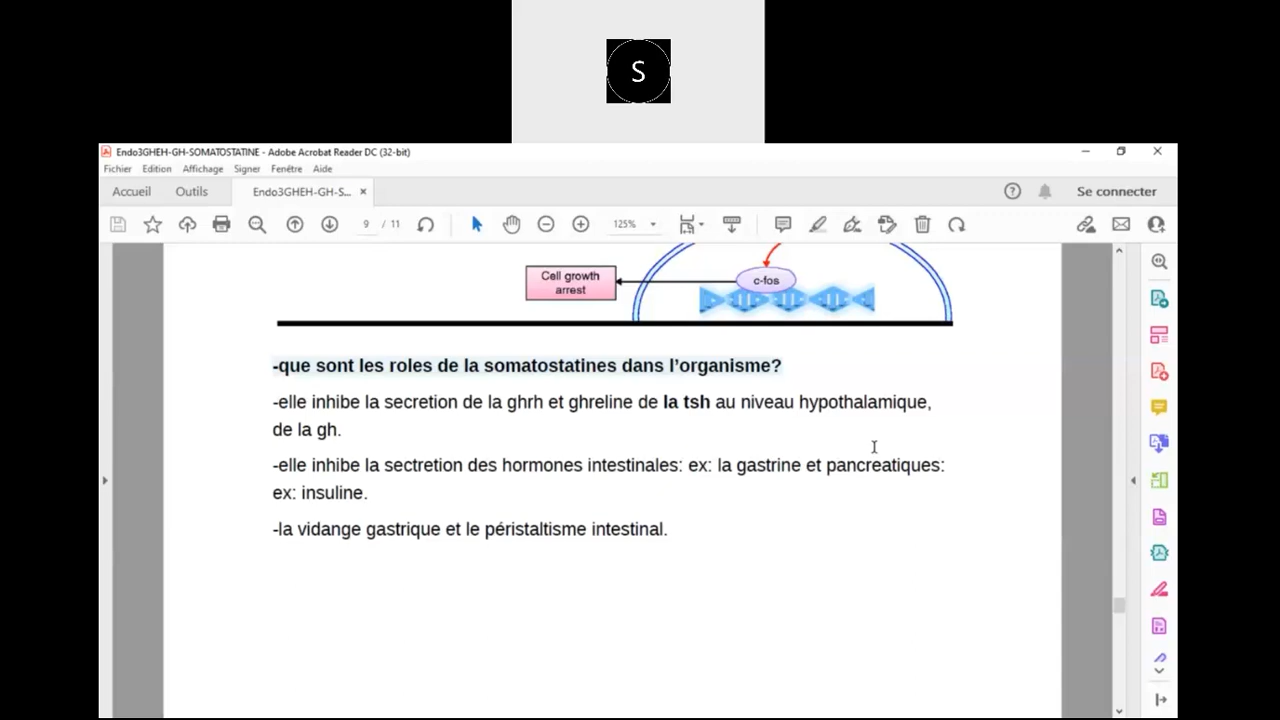 S
Endo3GHEH-GH-SOMATOSTATINE - Adobe Acrobat Reader DC (32-bit)
Fichier Edition Affichage Signer Fenêtre Aide
Accueil Outils Endo3GHEH-GH-S... × Se connecter
9 / 11 125%
Cell growth
arrest
c-fos
-que sont les roles de la somatostatines dans l’organisme?
-elle inhibe la secretion de la ghrh et ghreline de la tsh au niveau hypothalamique,
de la gh.
-elle inhibe la sectretion des hormones intestinales: ex: la gastrine et pancreatiques:
ex: insuline.
-la vidange gastrique et le péristaltisme intestinal.